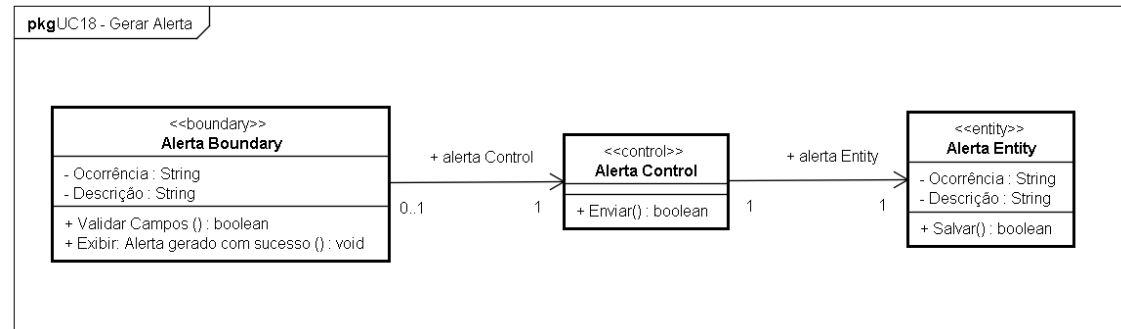 pkgUC18 - Gerar Alerta
<<boundary>>
Alerta Boundary
- Ocorrência : String
- Descrição : String
+ Validar Campos () : boolean
+ Exibir: Alerta gerado com sucesso () : void
+ alerta Control
0..1
1
<<control>>
Alerta Control
+ Enviar() : boolean
+ alerta Entity
1
1
<<entity>>
Alerta Entity
- Ocorrência : String
- Descrição : String
+ Salvar() : boolean